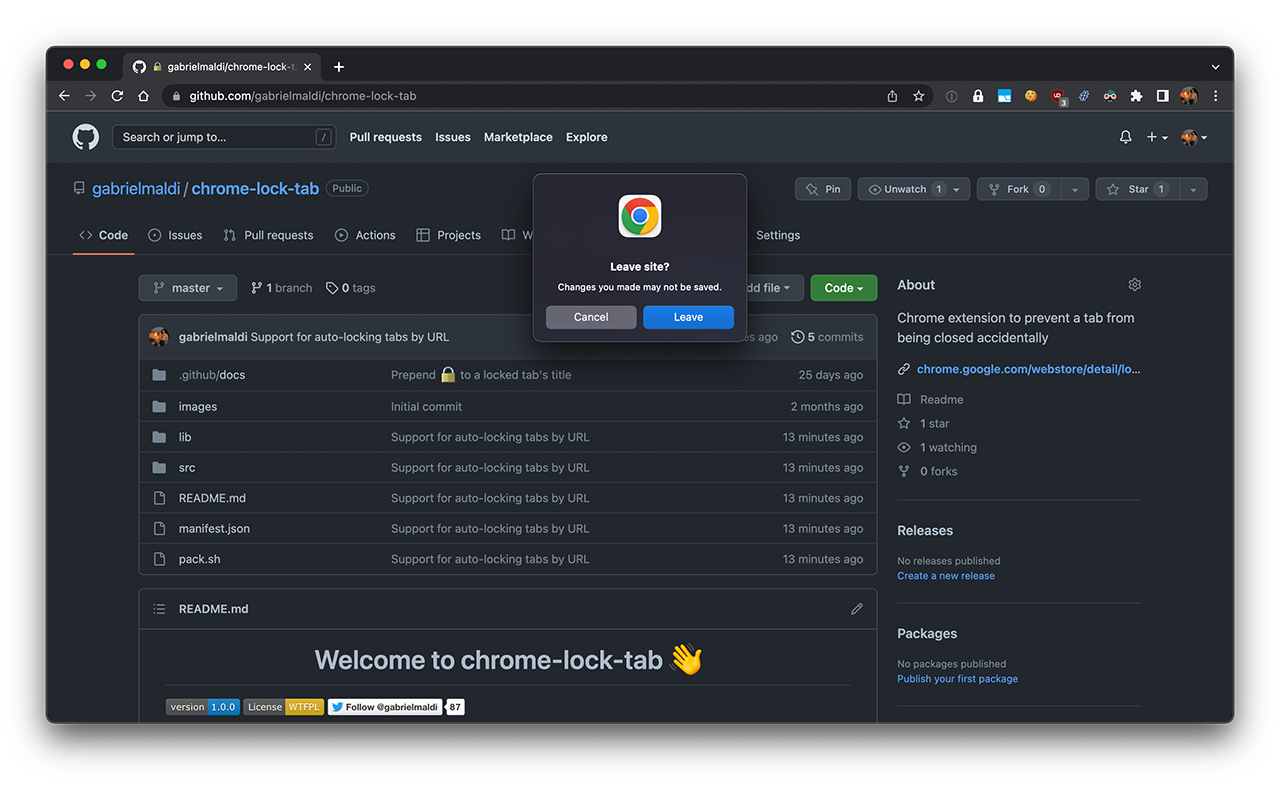 gabrielmaldi/chrome-lock-t
github.com/gabrielmaldi/chrome-lock-tab
3
Search or jump to... /
Pull requests Issues Marketplace Explore
gabrielmaldi / chrome-lock-tab Public
Pin Unwatch 1 Fork 0 Star 1
Code Issues Pull requests Actions Projects W Settings
Leave site?
Changes you made may not be saved.
Cancel Leave
master 1 branch 0 tags dd file Code
gabrielmaldi Support for auto-locking tabs by URL es ago 5 commits
.github/docs Prepend 🔒 to a locked tab's title 25 days ago
images Initial commit 2 months ago
lib Support for auto-locking tabs by URL 13 minutes ago
src Support for auto-locking tabs by URL 13 minutes ago
README.md Support for auto-locking tabs by URL 13 minutes ago
manifest.json Support for auto-locking tabs by URL 13 minutes ago
pack.sh Support for auto-locking tabs by URL 13 minutes ago
README.md
Welcome to chrome-lock-tab 👋
version 1.0.0 License WTFPL Follow @gabrielmaldi 87
About
Chrome extension to prevent a tab from
being closed accidentally
chrome.google.com/webstore/detail/lo...
Readme
1 star
1 watching
0 forks
Releases
No releases published
Create a new release
Packages
No packages published
Publish your first package